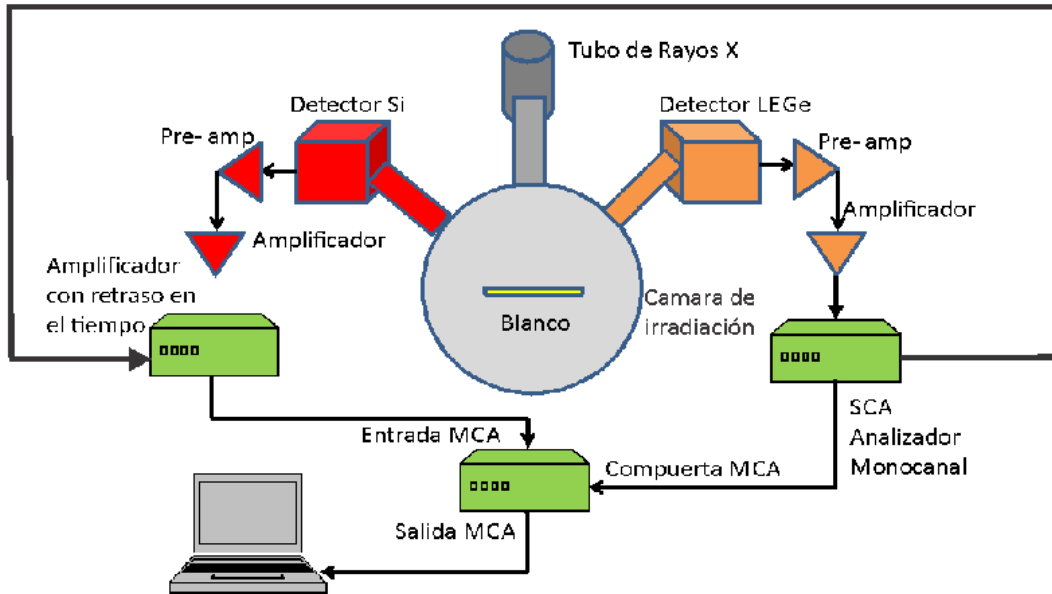 Tubo de Rayos X
Detector Si
Detector LEGe
Pre- amp
Pre- amp
Amplificador
Amplificador
Amplificador
con retraso en
el tiempo
Camara de
irradiación
Blanco
SCA
Analizador
Monocanal
Entrada MCA
Compuerta MCA
Salida MCA